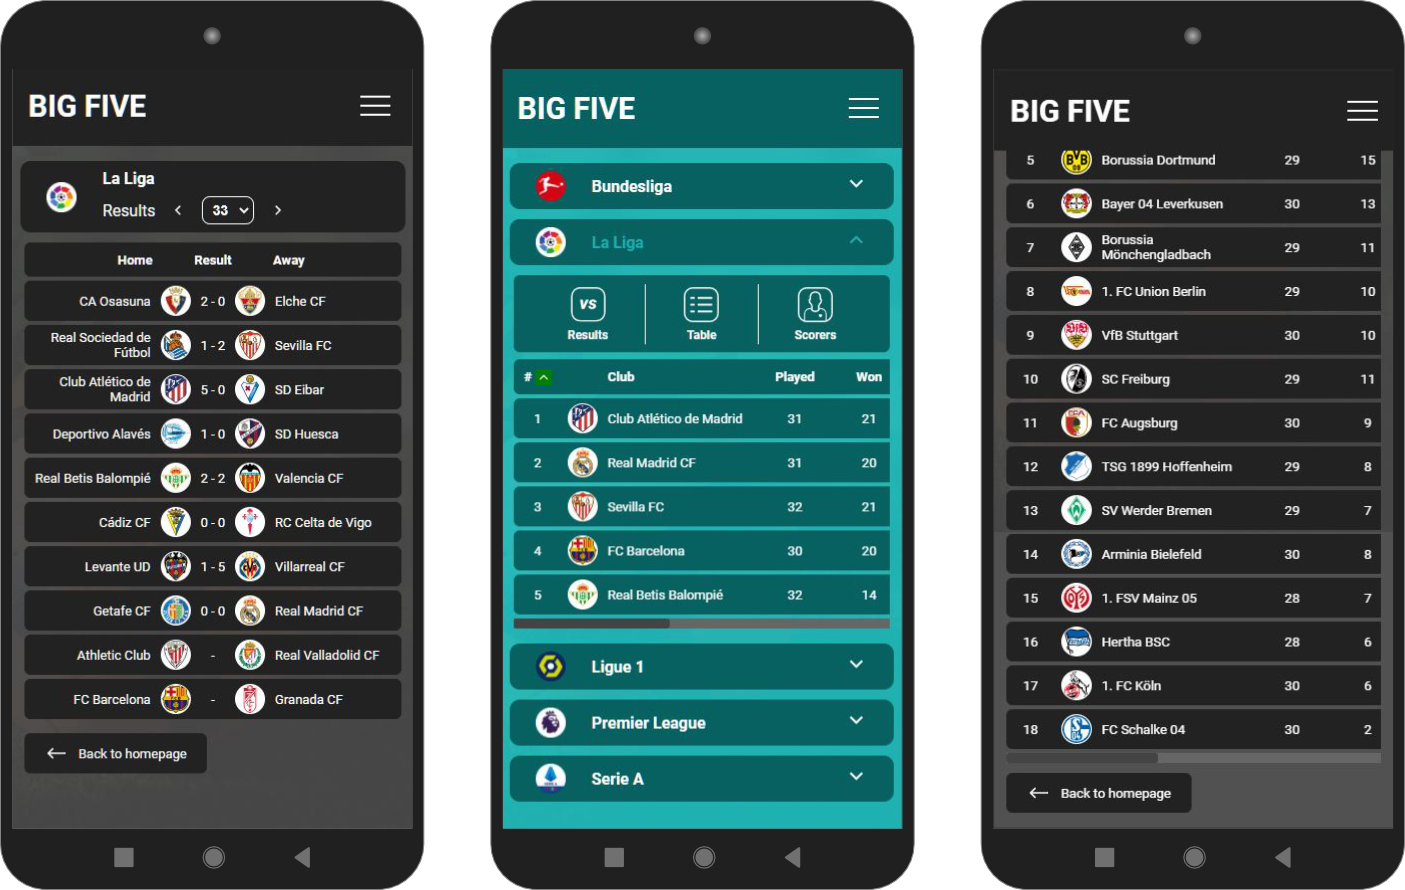 BIG FIVE
La Liga
Results < 33 >
Home Result Away
CA Osasuna 2 - 0 Elche CF
Real Sociedad de
Fútbol 1 - 2 Sevilla FC
Club Atlético de
Madrid 5 - 0 SD Eibar
Deportivo Alavés 1 - 0 SD Huesca
Real Betis Balompié 2 - 2 Valencia CF
Cádiz CF 0 - 0 RC Celta de Vigo
Levante UD 1 - 5 Villarreal CF
Getafe CF 0 - 0 Real Madrid CF
Athletic Club - Real Valladolid CF
FC Barcelona - Granada CF
Back to homepage
BIG FIVE
Bundesliga
La Liga
VS
Results Table Scorers
# Club Played Won
1 Club Atlético de Madrid 31 21
2 Real Madrid CF 31 20
3 Sevilla FC 32 21
4 FC Barcelona 30 20
5 Real Betis Balompié 32 14
Ligue 1
Premier League
Serie A
BIG FIVE
5 BVB 09 Borussia Dortmund 29 15
6 Bayer 04 Leverkusen 30 13
7 Borussia
Mönchengladbach 29 11
8 1. FC Union Berlin 29 10
9 VfB Stuttgart 30 10
10 SC Freiburg 29 11
11 FC Augsburg 30 9
12 TSG 1899 Hoffenheim 29 8
13 SV Werder Bremen 29 7
14 Arminia Bielefeld 30 8
15 1. FSV Mainz 05 28 7
16 Hertha BSC 28 6
17 1. FC Köln 30 6
18 FC Schalke 04 30 2
Back to homepage